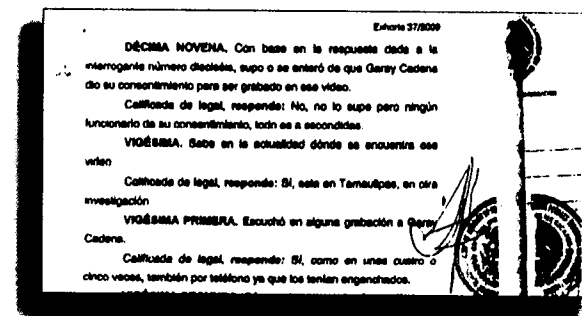 Exhorto 37/2009
DÉCIMA NOVENA. Con base en la respuesta dada a la
interrogante número dieciséis, supo o se enteró de que Garay Cadena
dio su consentimiento para ser grabado en ese video.
Calificada de legal, responde: No, no lo supe pero ningún
funcionario da su consentimiento, todo es a escondidas.
VIGÉSIMA. Sabe en la actualidad dónde se encuentra ese
video
Calificada de legal, responde: Sí, esta en Tamaulipas, en otra
investigación
VIGÉSIMA PRIMERA. Escuchó en alguna grabación a Garay
Cadena.
Calificada de legal, responde: Sí, como en unas cuatro o
cinco veces, también por teléfono ya que los tenían enganchados.